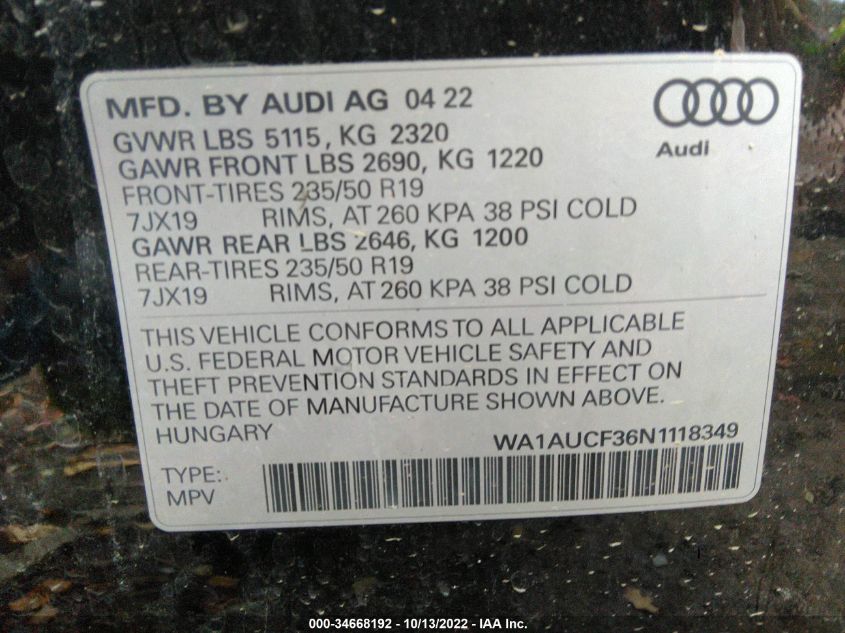 MFD. BY AUDI AG 04 22
Audi
GVWR LBS 5115, KG 2320
GAWR FRONT LBS 2690, KG 1220
FRONT-TIRES 235/50 R19
7JX19 RIMS, AT 260 KPA 38 PSI COLD
GAWR REAR LBS 2646, KG 1200
REAR-TIRES 235/50 R19
7JX19 RIMS, AT 260 KPA 38 PSI COLD
THIS VEHICLE CONFORMS TO ALL APPLICABLE
U.S. FEDERAL MOTOR VEHICLE SAFETY AND
THEFT PREVENTION STANDARDS IN EFFECT ON
THE DATE OF MANUFACTURE SHOWN ABOVE.
HUNGARY
WA1AUCF36N1118349
TYPE:
MPV
000-34668192 - 10/13/2022 - IAA Inc.